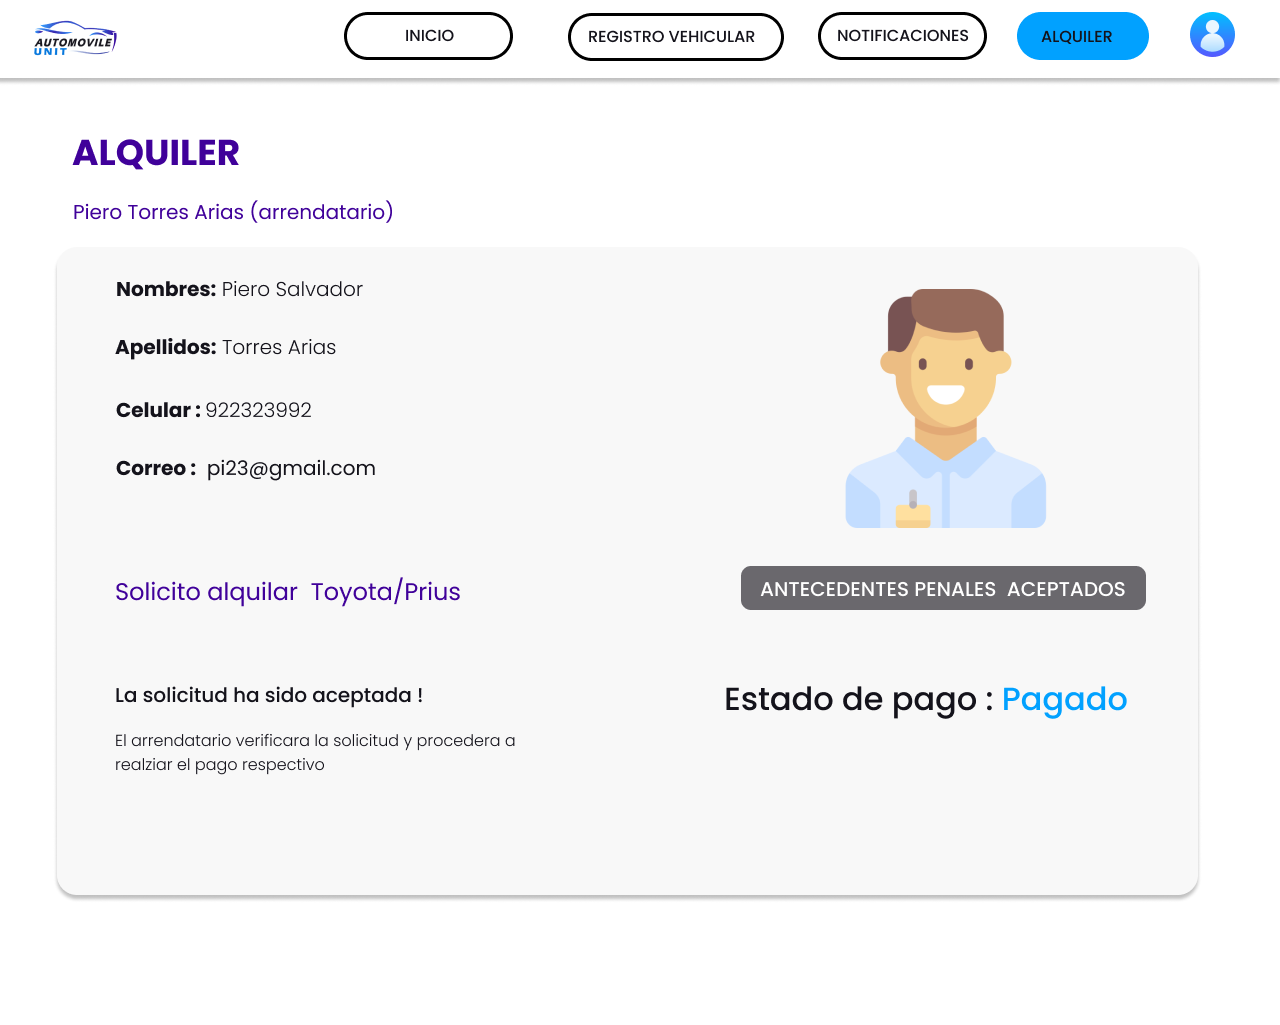 AUTOMOVILE
UNIT
INICIO
REGISTRO VEHICULAR
NOTIFICACIONES
ALQUILER
ALQUILER
Piero Torres Arias (arrendatario)
Nombres: Piero Salvador
Apellidos: Torres Arias
Celular : 922323992
Correo : pi23@gmail.com
Solicito alquilar Toyota/Prius
ANTECEDENTES PENALES ACEPTADOS
La solicitud ha sido aceptada !
Estado de pago : Pagado
El arrendatario verificara la solicitud y procedera a
realziar el pago respectivo